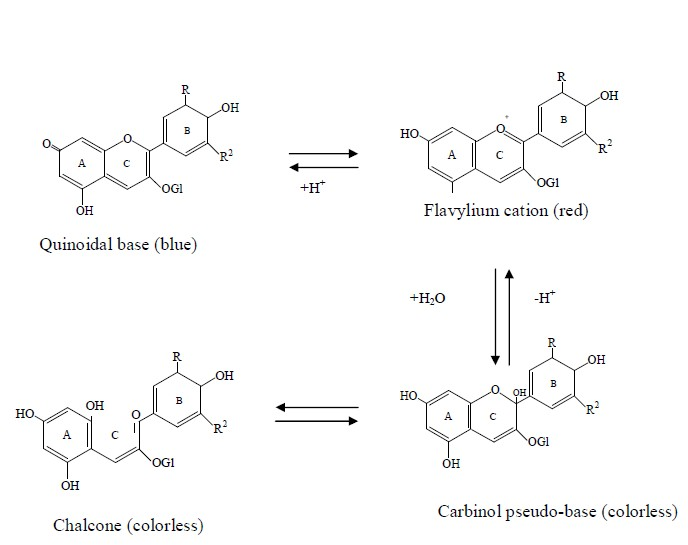 R
OH
O
O
B
A
C
R²
OGl
OH
Quinoidal base (blue)
+H⁺
R
OH
HO
O⁺
B
A
C
R²
OGl
Flavylium cation (red)
+H₂O
-H⁺
R
OH
OH
HO
O
B
A
C
R²
OGl
OH
Chalcone (colorless)
R
OH
HO
O
OH
B
A
C
R²
OGl
OH
Carbinol pseudo-base (colorless)